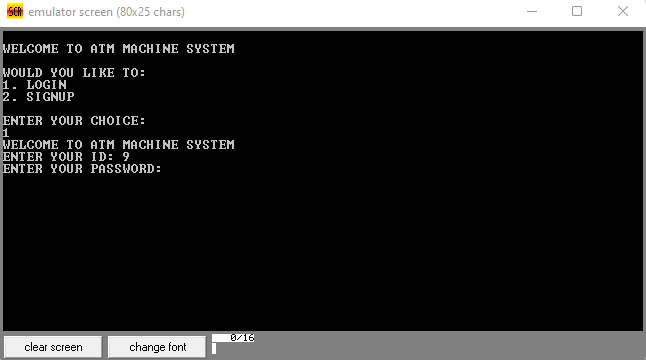 SCR emulator screen (80x25 chars)
WELCOME TO ATM MACHINE SYSTEM
WOULD YOU LIKE TO:
1. LOGIN
2. SIGNUP
ENTER YOUR CHOICE:
1
WELCOME TO ATM MACHINE SYSTEM
ENTER YOUR ID: 9
ENTER YOUR PASSWORD:
clear screen change font 0/16